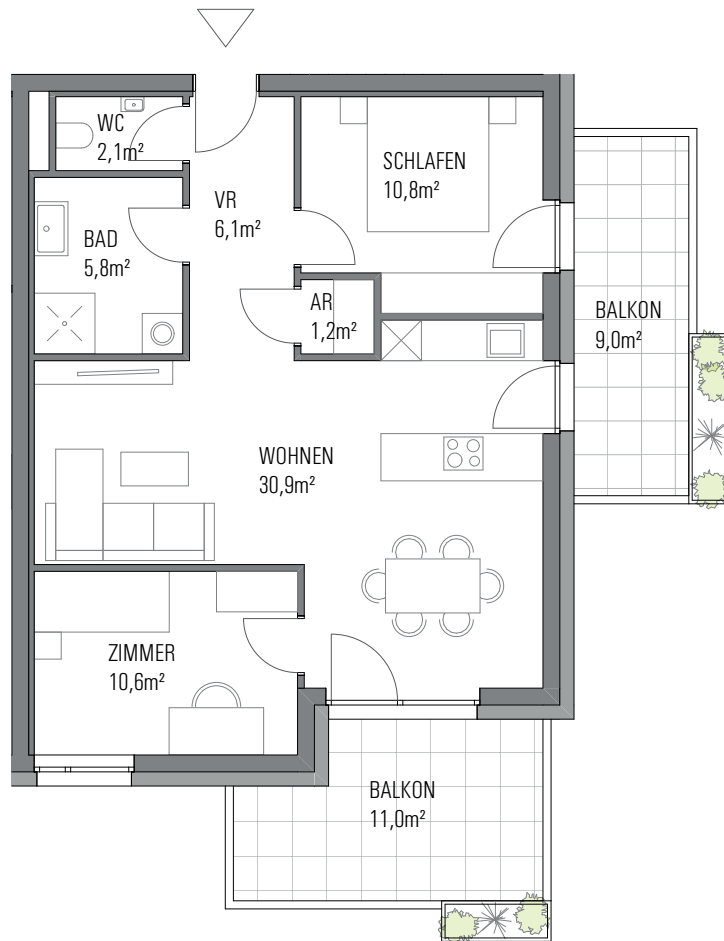 WC
2,1m²
SCHLAFEN
10,8m²
VR
6,1m²
BAD
5,8m²
AR
1,2m²
BALKON
9,0m²
WOHNEN
30,9m²
ZIMMER
10,6m²
BALKON
11,0m²